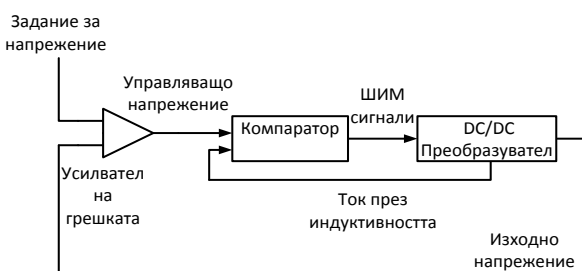 Задание за
напрежение
Управляващо
напрежение
ШИМ
сигнали
Компаратор
DC/DC
Преобразувател
Усилвател
на
грешката
Ток през
индуктивността
Изходно
напрежение